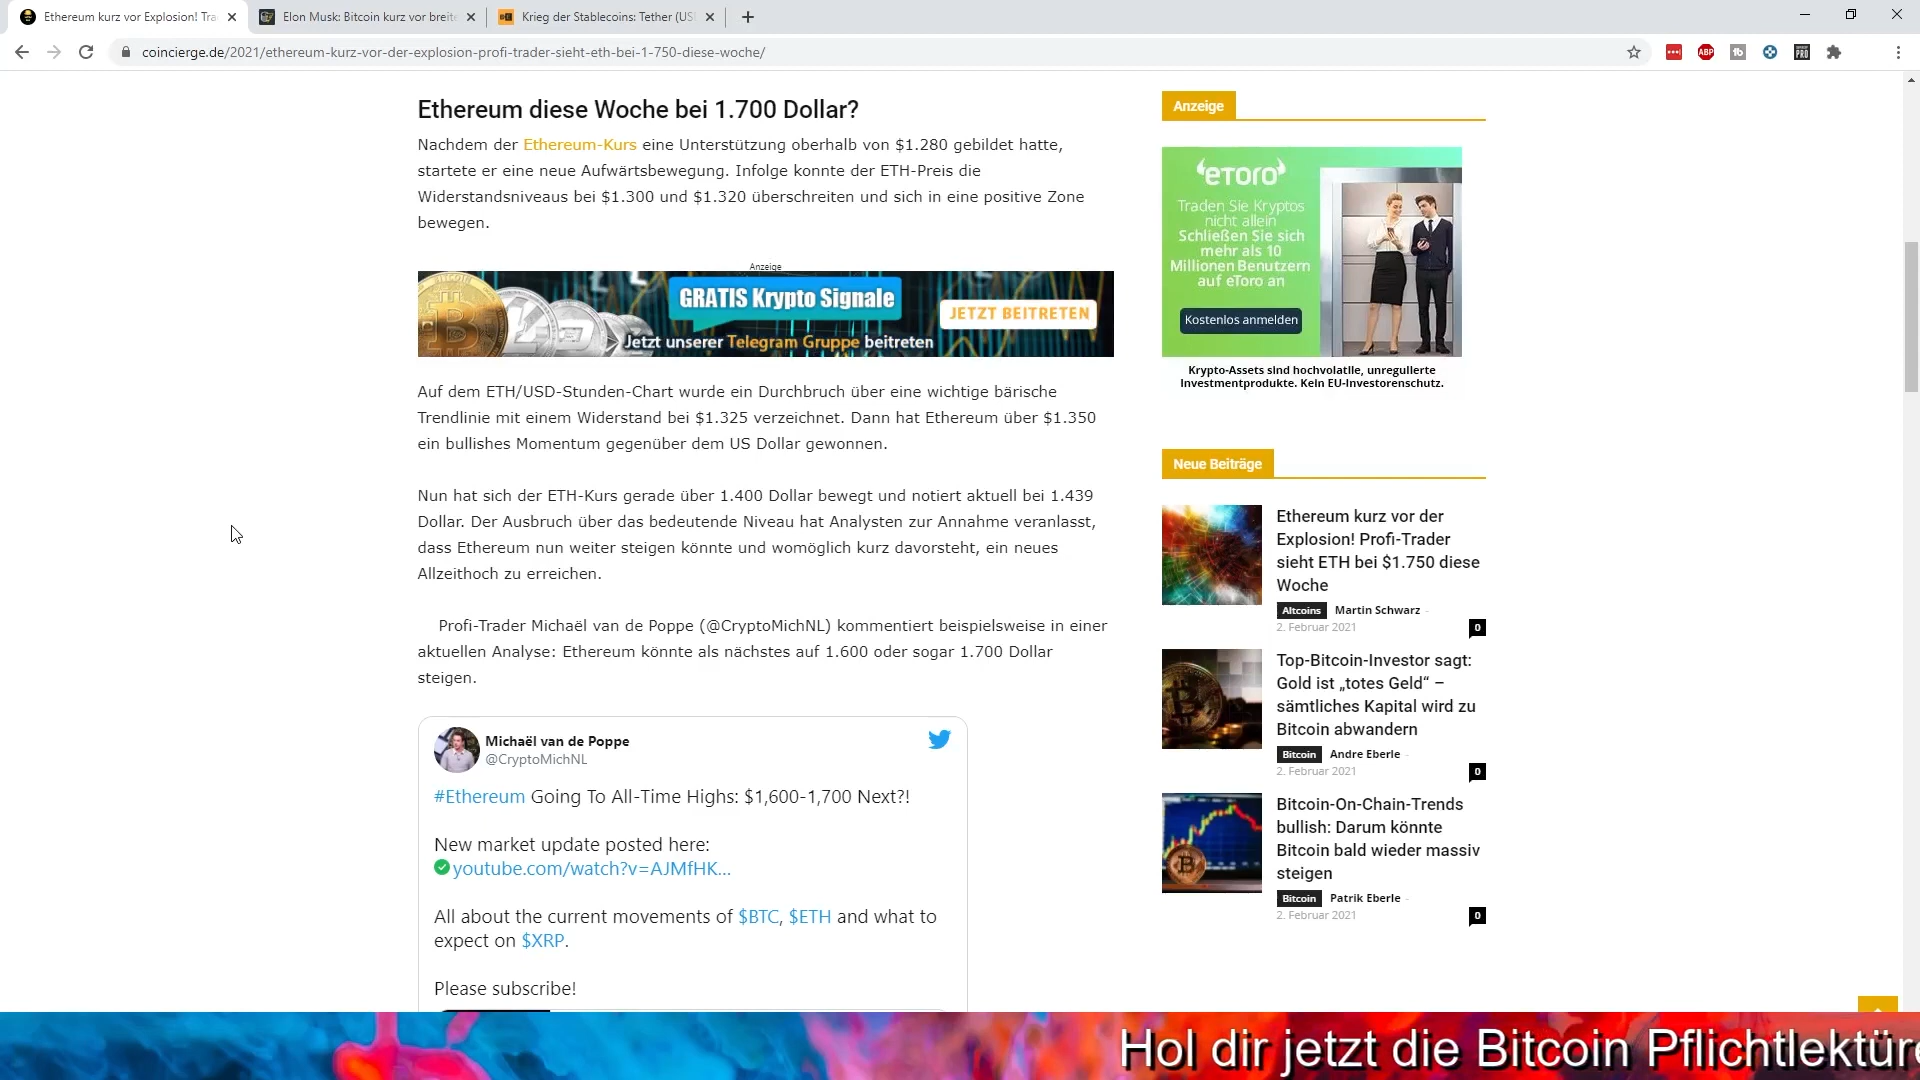 Ethereum kurz vor Explosion! Tra
Elon Musk: Bitcoin kurz vor breite
Krieg der Stablecoins: Tether (US
coincierge.de/2021/ethereum-kurz-vor-der-explosion-profi-trader-sieht-eth-bei-1-750-diese-woche/
ABP
PRO
Ethereum diese Woche bei 1.700 Dollar?
Nachdem der Ethereum-Kurs eine Unterstützung oberhalb von $1.280 gebildet hatte,
startete er eine neue Aufwärtsbewegung. Infolge konnte der ETH-Preis die
Widerstandsniveaus bei $1.300 und $1.320 überschreiten und sich in eine positive Zone
bewegen.
Anzeige
GRATIS Krypto Signale
JETZT BEITRETEN
Jetzt unserer Telegram Gruppe beitreten
Auf dem ETH/USD-Stunden-Chart wurde ein Durchbruch über eine wichtige bärische
Trendlinie mit einem Widerstand bei $1.325 verzeichnet. Dann hat Ethereum über $1.350
ein bullishes Momentum gegenüber dem US Dollar gewonnen.
Nun hat sich der ETH-Kurs gerade über 1.400 Dollar bewegt und notiert aktuell bei 1.439
Dollar. Der Ausbruch über das bedeutende Niveau hat Analysten zur Annahme veranlasst,
dass Ethereum nun weiter steigen könnte und womöglich kurz davorsteht, ein neues
Allzeithoch zu erreichen.
Profi-Trader Michaël van de Poppe (@CryptoMichNL) kommentiert beispielsweise in einer
aktuellen Analyse: Ethereum könnte als nächstes auf 1.600 oder sogar 1.700 Dollar
steigen.
Michaël van de Poppe
@CryptoMichNL
#Ethereum Going To All-Time Highs: $1,600-1,700 Next?!
New market update posted here:
youtube.com/watch?v=AJMfHK...
All about the current movements of $BTC, $ETH and what to
expect on $XRP.
Please subscribe!
Anzeige
eToro
Traden Sie Kryptos
nicht allein
Schließen Sie sich
mehr als 10
Millionen Benutzern
auf eToro an
Kostenlos anmelden
Krypto-Assets sind hochvolatile, unregulierte
Investmentprodukte. Kein EU-Investorenschutz.
Neue Beiträge
Ethereum kurz vor der
Explosion! Profi-Trader
sieht ETH bei $1.750 diese
Woche
Altcoins Martin Schwarz -
2. Februar 2021
0
Top-Bitcoin-Investor sagt:
Gold ist „totes Geld“ –
sämtliches Kapital wird zu
Bitcoin abwandern
Bitcoin Andre Eberle -
2. Februar 2021
0
Bitcoin-On-Chain-Trends
bullish: Darum könnte
Bitcoin bald wieder massiv
steigen
Bitcoin Patrik Eberle -
2. Februar 2021
0
Hol dir jetzt die Bitcoin Pflichtlektüre